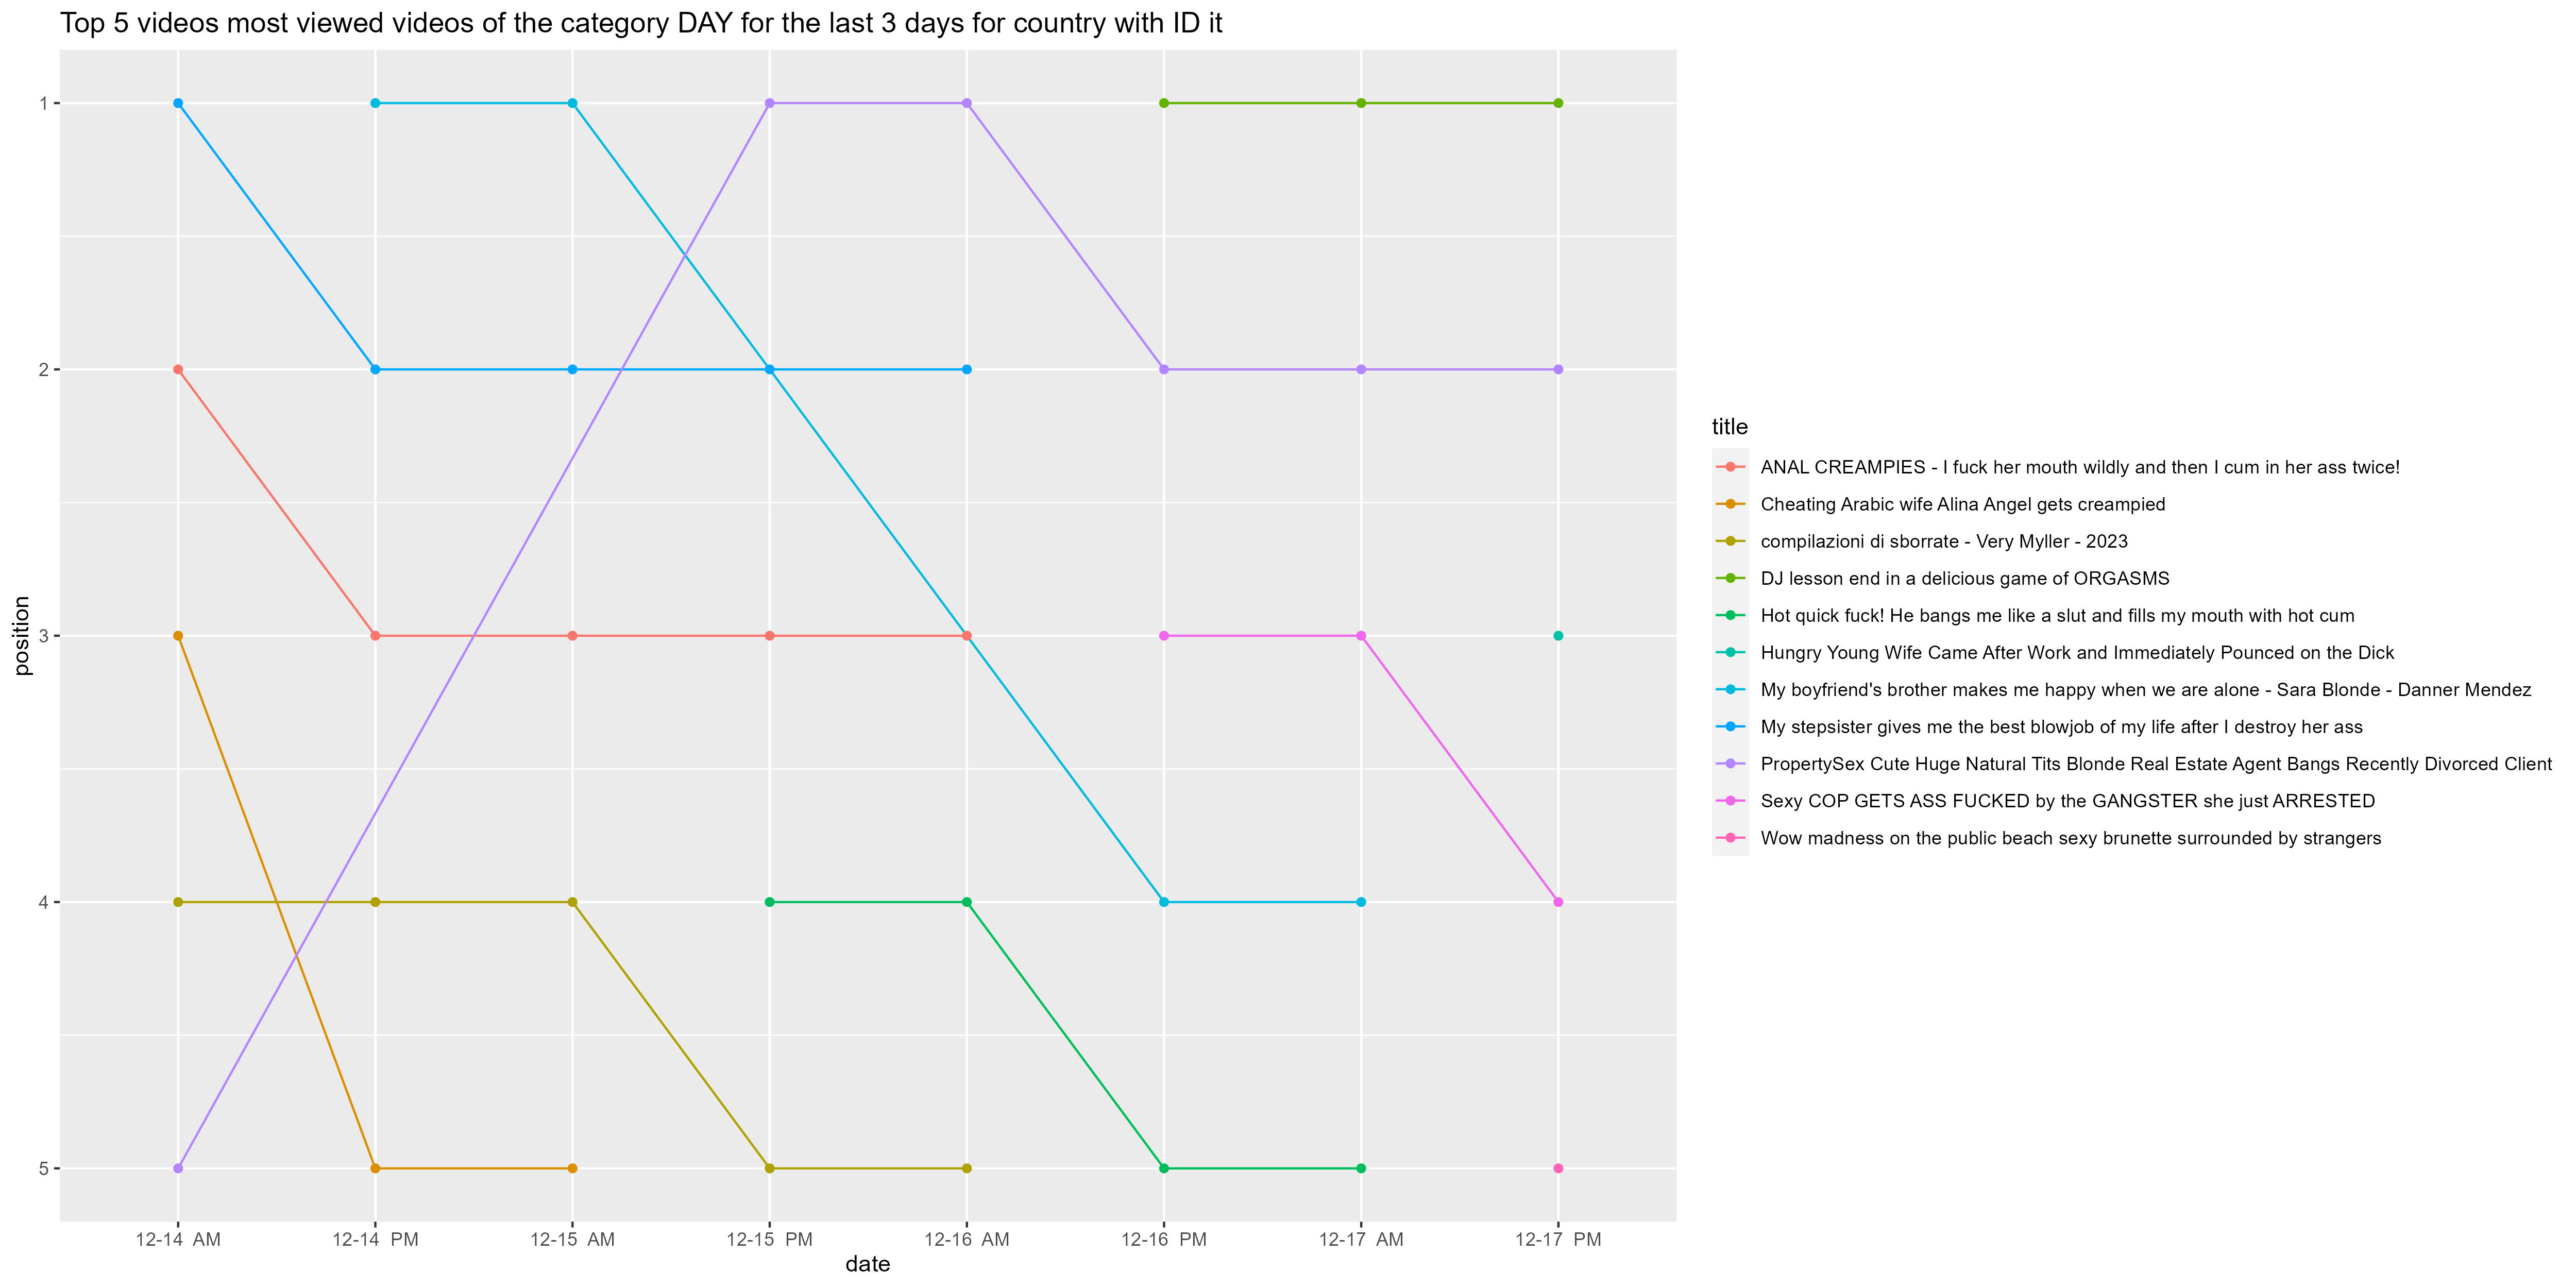 Top 5 videos most viewed videos of the category DAY for the last 3 days for country with ID it
position
1
2
3
4
5
12-14 AM
12-14 PM
12-15 AM
12-15 PM
12-16 AM
12-16 PM
12-17 AM
12-17 PM
date
title
ANAL CREAMPIES - I fuck her mouth wildly and then I cum in her ass twice!
Cheating Arabic wife Alina Angel gets creampied
compilazioni di sborrate - Very Myller - 2023
DJ lesson end in a delicious game of ORGASMS
Hot quick fuck! He bangs me like a slut and fills my mouth with hot cum
Hungry Young Wife Came After Work and Immediately Pounced on the Dick
My boyfriend's brother makes me happy when we are alone - Sara Blonde - Danner Mendez
My stepsister gives me the best blowjob of my life after I destroy her ass
PropertySex Cute Huge Natural Tits Blonde Real Estate Agent Bangs Recently Divorced Client
Sexy COP GETS ASS FUCKED by the GANGSTER she just ARRESTED
Wow madness on the public beach sexy brunette surrounded by strangers